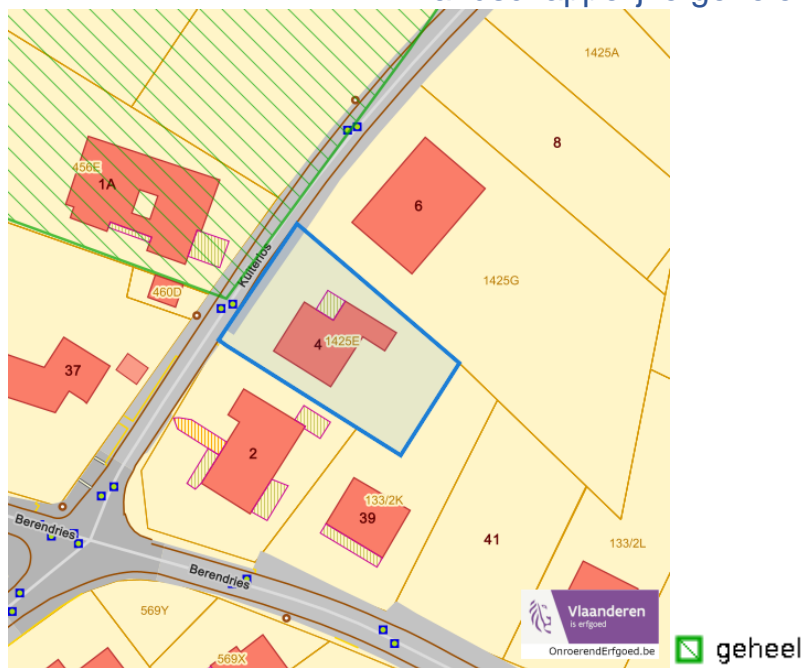 1425A
8
456E
1A
6
Kuiterlos
1425G
460D
4
1425E
37
2
133/2K
39
41
Berendries
133/2L
Berendries
569Y
569X
Vlaanderen
is erfgoed
OnroerendErfgoed.be
geheel